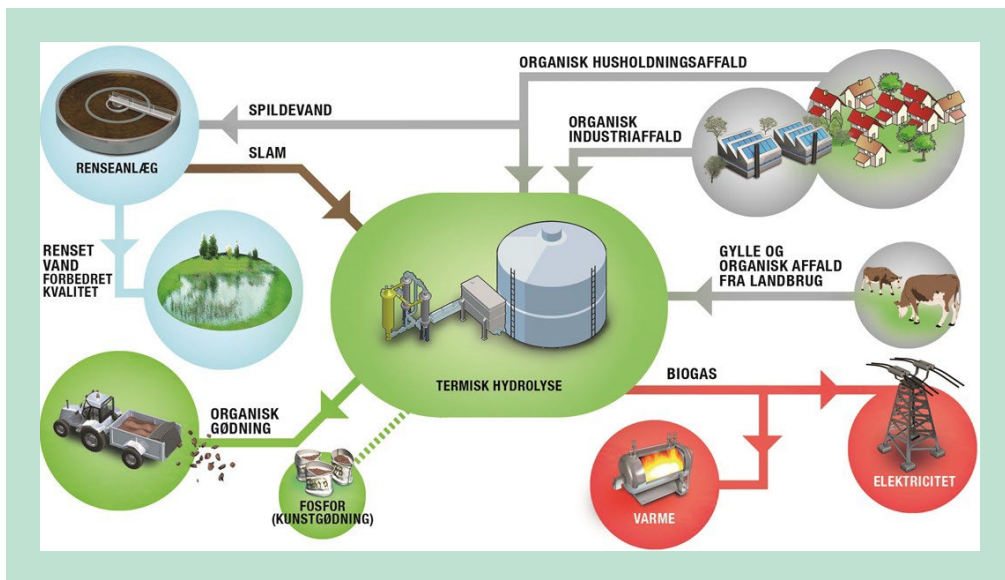 ORGANISK HUSHOLDNINGSAFFALD
SPILDEVAND
ORGANISK
INDUSTRIAFFALD
RENSEANLÆG
SLAM
RENSET
VAND
FORBEDRET
KVALITET
GYLLE OG
ORGANISK AFFALD
FRA LANDBRUG
TERMISK HYDROLYSE
BIOGAS
ORGANISK
GØDNING
FOSFOR
(KUNSTGØDNING)
VARME
ELEKTRICITET